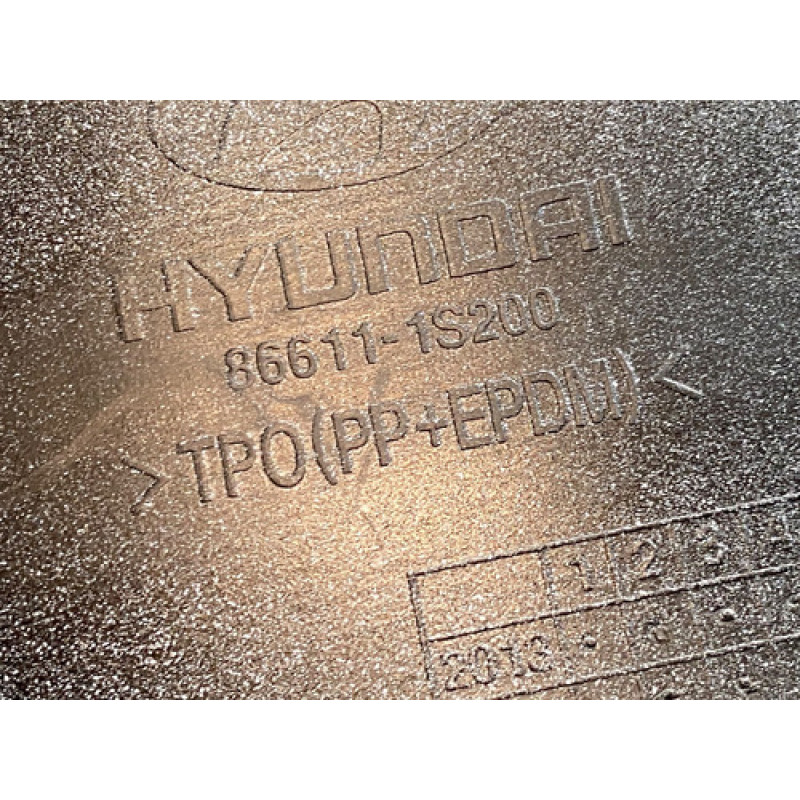 HYUNDAI
86611-1S200
>TPO(PP+EPDM)<
1 2 3
2013